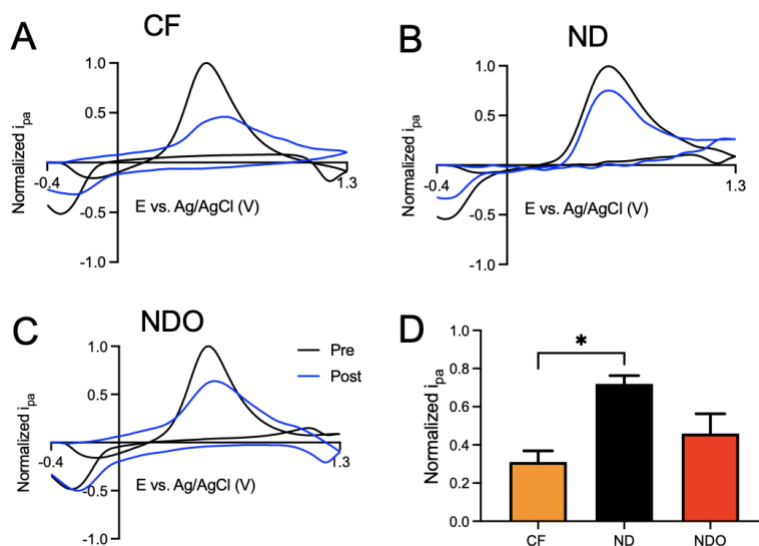 A
CF
1.0
0.5
-0.4
1.3
-0.5
-1.0
Normalized ipa
E vs. Ag/AgCl (V)
B
ND
1.0
0.5
-0.4
1.3
-0.5
-1.0
Normalized ipa
E vs. Ag/AgCl (V)
C
NDO
1.0
0.5
-0.4
1.3
-0.5
-1.0
Normalized ipa
E vs. Ag/AgCl (V)
Pre
Post
D
*
1.0
0.8
0.6
0.4
0.2
0.0
Normalized ipa
CF
ND
NDO